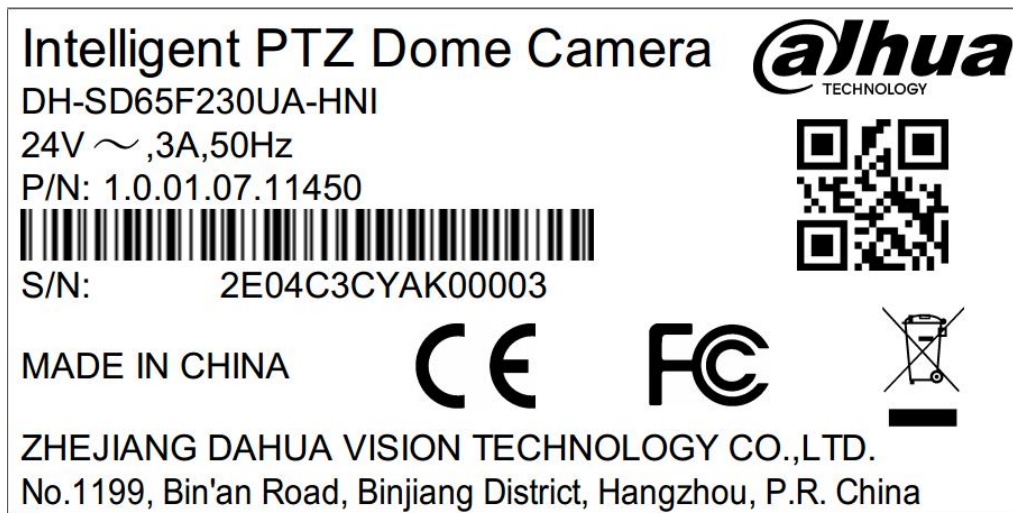 Intelligent PTZ Dome Camera
alhua
TECHNOLOGY
DH-SD65F230UA-HNI
24V ～,3A,50Hz
P/N: 1.0.01.07.11450
S/N: 2E04C3CYAK00003
MADE IN CHINA
CE
FC
ZHEJIANG DAHUA VISION TECHNOLOGY CO.,LTD.
No.1199, Bin'an Road, Binjiang District, Hangzhou, P.R. China